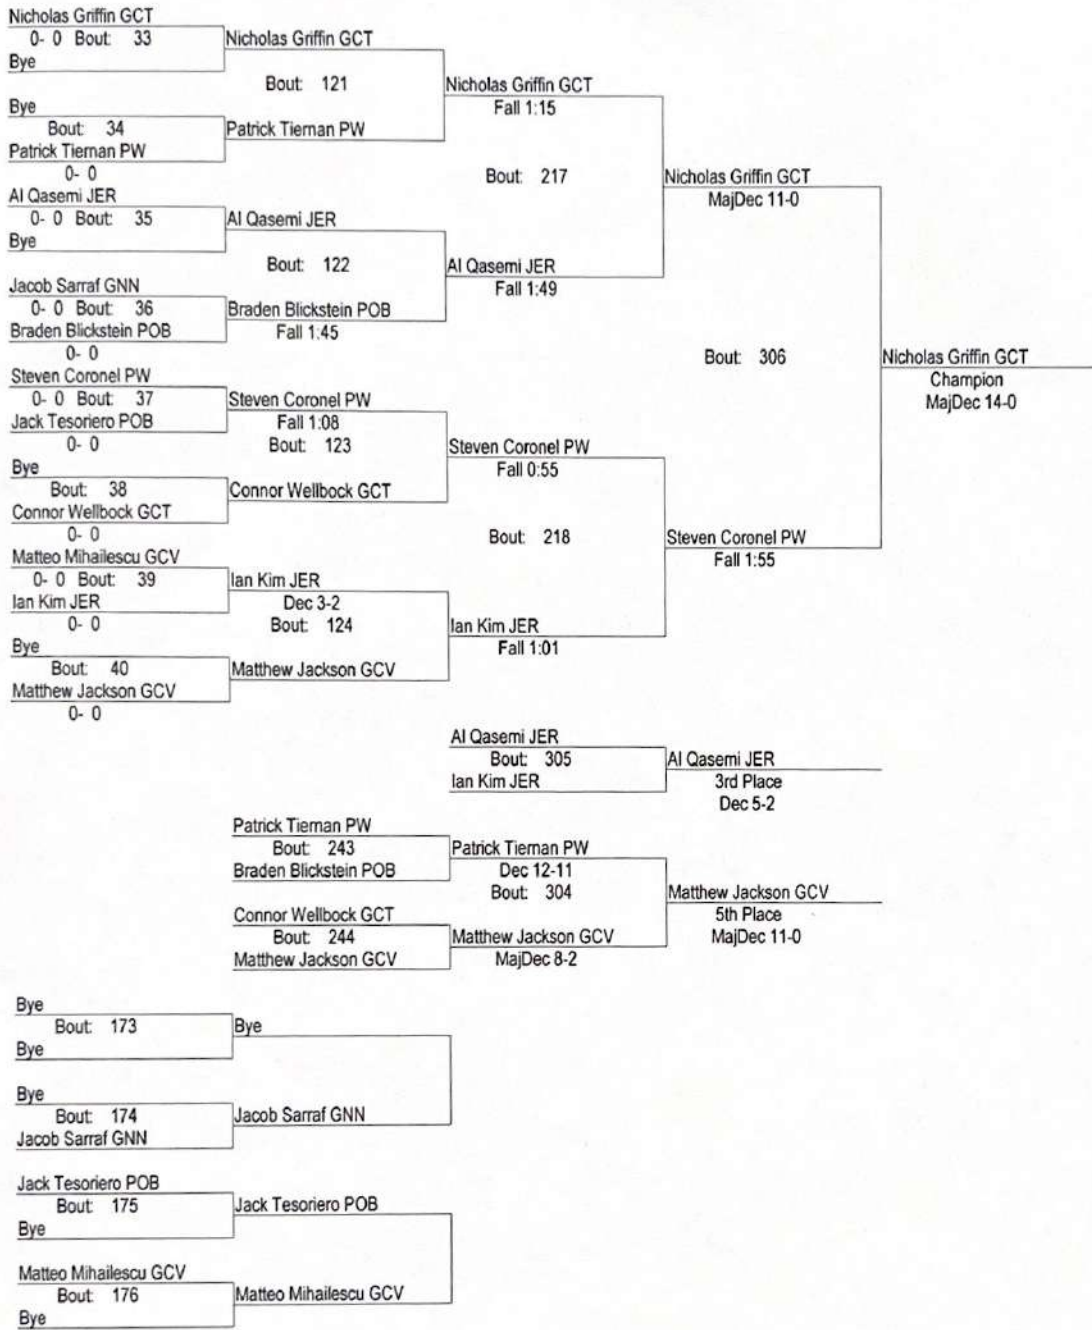 Nicholas Griffin GCT
0- 0 Bout: 33
Nicholas Griffin GCT
Bye
Bout: 121
Nicholas Griffin GCT
Fall 1:15
Bye
Bout: 34
Patrick Tiernan PW
Patrick Tiernan PW
0- 0
Bout: 217
Nicholas Griffin GCT
MajDec 11-0
Al Qasemi JER
0- 0 Bout: 35
Al Qasemi JER
Bye
Bout: 122
Al Qasemi JER
Fall 1:49
Jacob Sarraf GNN
0- 0 Bout: 36
Braden Blickstein POB
Fall 1:45
Braden Blickstein POB
0- 0
Bout: 306
Nicholas Griffin GCT
Champion
MajDec 14-0
Steven Coronel PW
0- 0 Bout: 37
Steven Coronel PW
Fall 1:08
Jack Tesoriero POB
0- 0
Bout: 123
Steven Coronel PW
Fall 0:55
Bye
Bout: 38
Connor Wellbock GCT
Connor Wellbock GCT
0- 0
Bout: 218
Steven Coronel PW
Fall 1:55
Matteo Mihailescu GCV
0- 0 Bout: 39
Ian Kim JER
Dec 3-2
Ian Kim JER
0- 0
Bout: 124
Ian Kim JER
Fall 1:01
Bye
Bout: 40
Matthew Jackson GCV
Matthew Jackson GCV
0- 0
Al Qasemi JER
Bout: 305
Al Qasemi JER
Ian Kim JER
3rd Place
Dec 5-2
Patrick Tiernan PW
Bout: 243
Patrick Tiernan PW
Braden Blickstein POB
Dec 12-11
Bout: 304
Matthew Jackson GCV
5th Place
MajDec 11-0
Connor Wellbock GCT
Bout: 244
Matthew Jackson GCV
Matthew Jackson GCV
MajDec 8-2
Bye
Bout: 173
Bye
Bye
Bye
Bout: 174
Jacob Sarraf GNN
Jacob Sarraf GNN
Jack Tesoriero POB
Bout: 175
Jack Tesoriero POB
Bye
Matteo Mihailescu GCV
Bout: 176
Matteo Mihailescu GCV
Bye